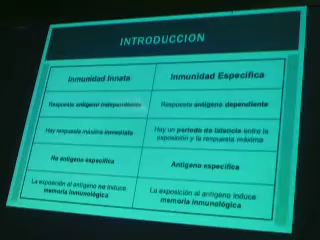 INTRODUCCION
Inmunidad Innata
Inmunidad Específica
Respuesta antígeno independiente
Respuesta antígeno dependiente
Hay respuesta máxima inmediata
Hay un periodo de latencia entre la
exposición y la respuesta máxima
No antígeno específica
Antígeno específica
La exposición al antígeno no induce
memoria inmunológica
La exposición al antígeno induce
memoria inmunológica